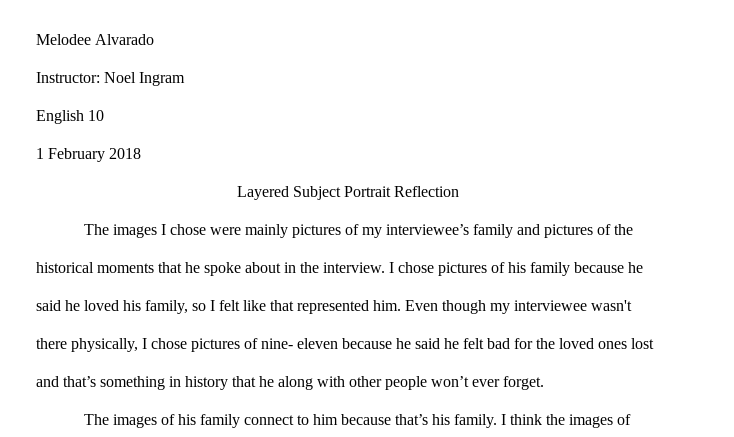 Melodee Alvarado
Instructor: Noel Ingram
English 10
1 February 2018
Layered Subject Portrait Reflection
The images I chose were mainly pictures of my interviewee’s family and pictures of the
historical moments that he spoke about in the interview. I chose pictures of his family because he
said he loved his family, so I felt like that represented him. Even though my interviewee wasn't
there physically, I chose pictures of nine- eleven because he said he felt bad for the loved ones lost
and that’s something in history that he along with other people won’t ever forget.
The images of his family connect to him because that’s his family. I think the images of